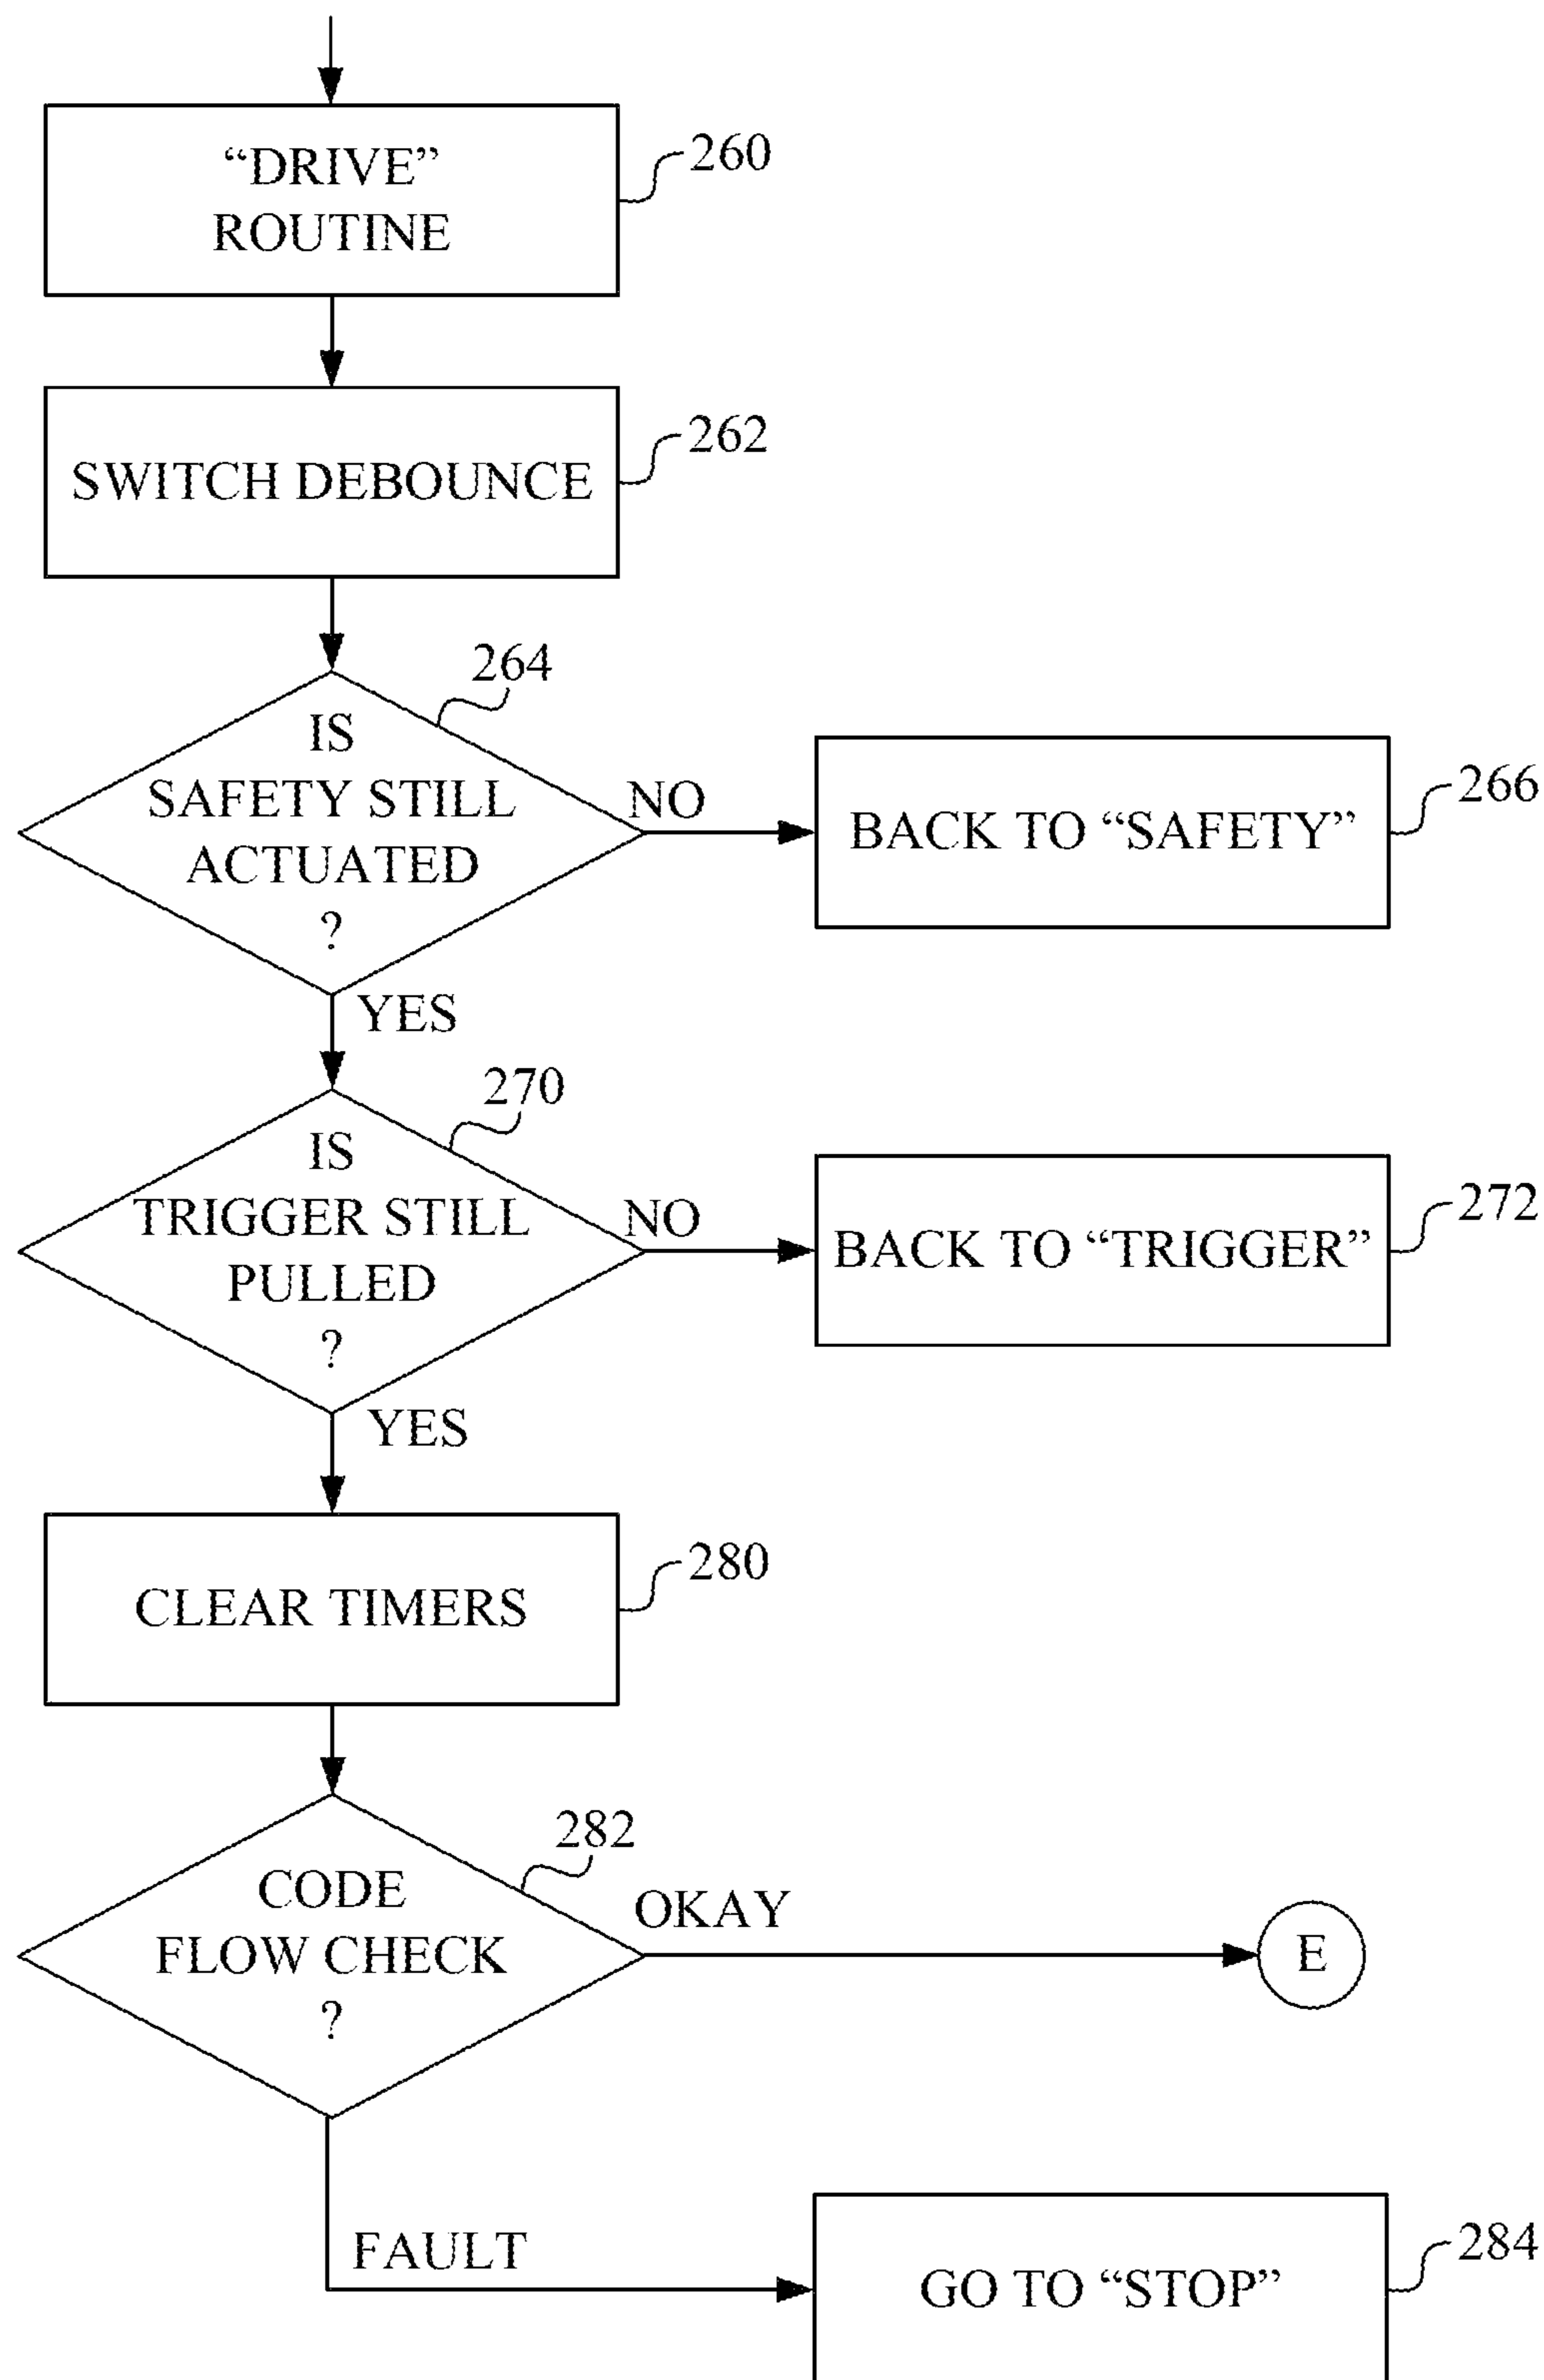 “DRIVE”
ROUTINE
260
SWITCH DEBOUNCE
262
264
IS
SAFETY STILL
ACTUATED
?
NO
BACK TO “SAFETY”
266
YES
270
IS
TRIGGER STILL
PULLED
?
NO
BACK TO “TRIGGER”
272
YES
CLEAR TIMERS
280
282
CODE
FLOW CHECK
?
OKAY
E
FAULT
GO TO “STOP”
284